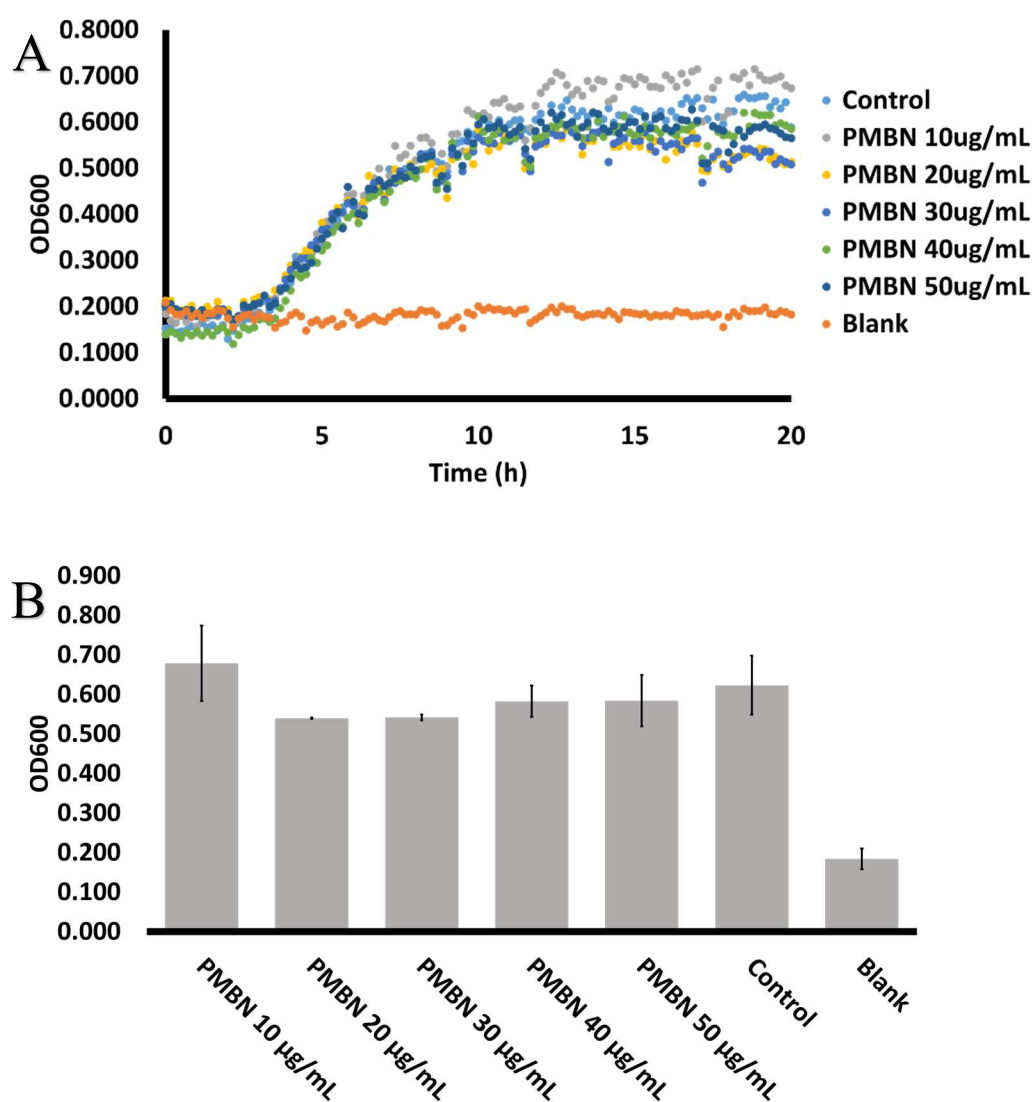 A
0.8000
0.7000
0.6000
0.5000
0.4000
0.3000
0.2000
0.1000
0.0000
OD600
0 5 10 15 20
Time (h)
Control
PMBN 10ug/mL
PMBN 20ug/mL
PMBN 30ug/mL
PMBN 40ug/mL
PMBN 50ug/mL
Blank
B
0.900
0.800
0.700
0.600
0.500
0.400
0.300
0.200
0.100
0.000
OD600
PMBN 10 µg/mL
PMBN 20 µg/mL
PMBN 30 µg/mL
PMBN 40 µg/mL
PMBN 50 µg/mL
Control
Blank